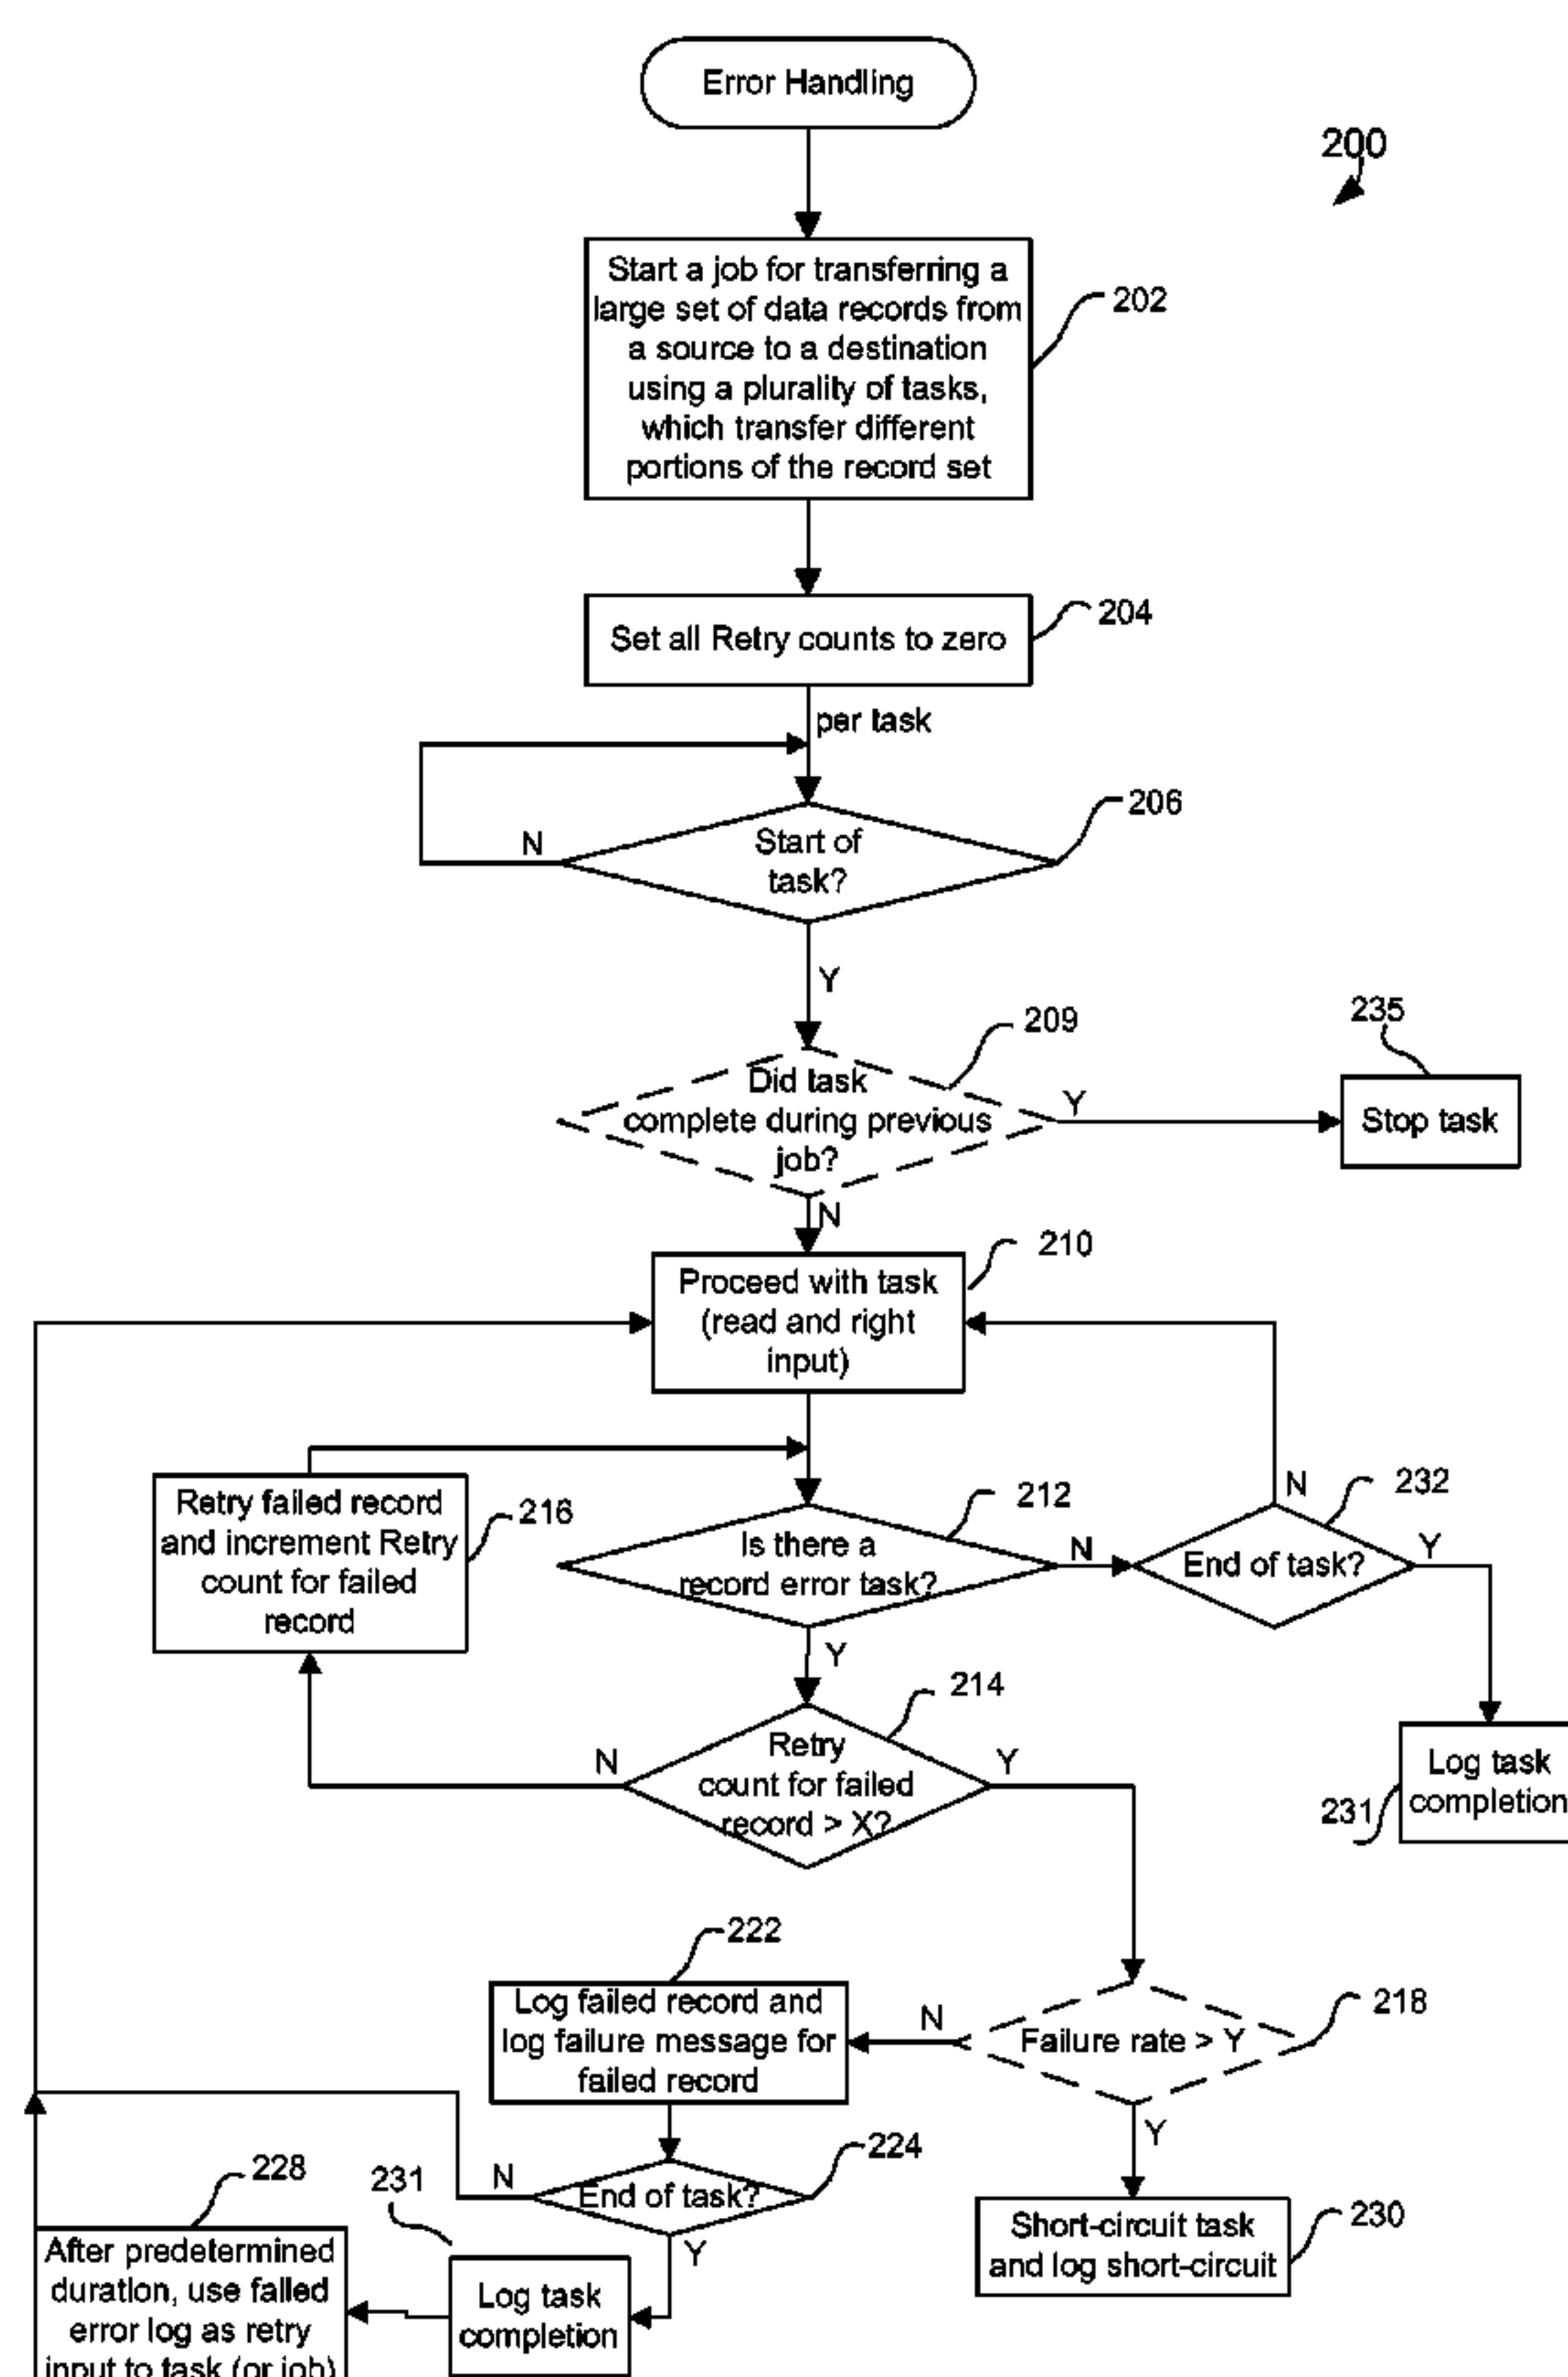 Error Handling
200
Start a job for transferring a
large set of data records from
a source to a destination
using a plurality of tasks,
which transfer different
portions of the record set
202
Set all Retry counts to zero
204
per task
Start of
task?
206
N
Y
Did task
complete during previous
job?
209
Y
N
235
Stop task
Proceed with task
(read and right
input)
210
Retry failed record
and increment Retry
count for failed
record
216
Is there a
record error task?
212
N
Y
End of task?
232
N
Y
Log task
completion
231
Retry
count for failed
record > X?
214
N
Y
Failure rate > Y
218
N
Y
222
Log failed record and
log failure message for
failed record
End of task?
224
N
Y
Short-circuit task
and log short-circuit
230
231
Log task
completion
228
After predetermined
duration, use failed
error log as retry
input to task (or job)